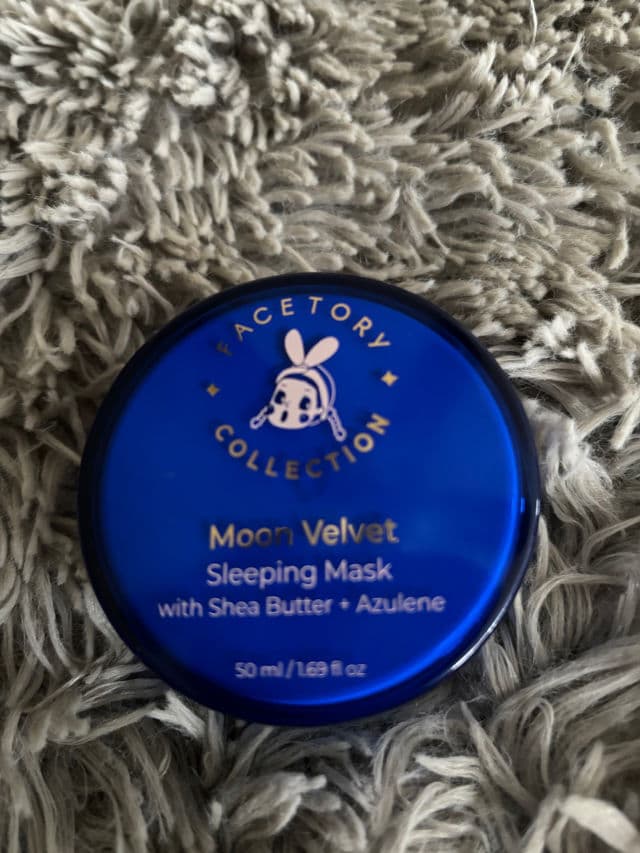 FACETORY
COLLECTION
Moon Velvet
Sleeping Mask
with Shea Butter + Azulene
50 ml / 1.69 fl oz